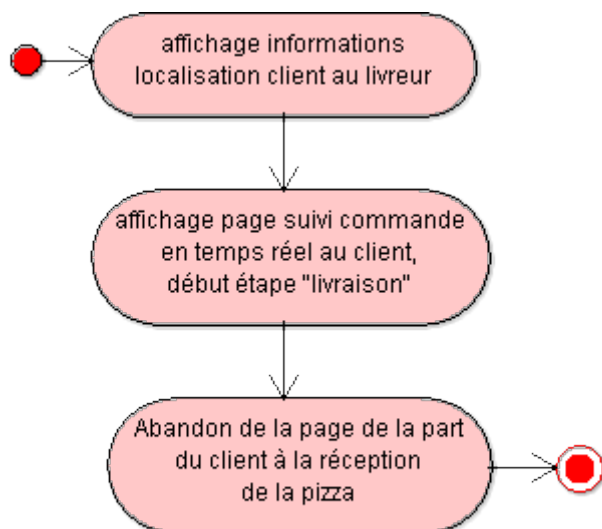 affichage informations
localisation client au livreur
affichage page suivi commande
en temps réel au client,
début étape "livraison"
Abandon de la page de la part
du client à la réception
de la pizza